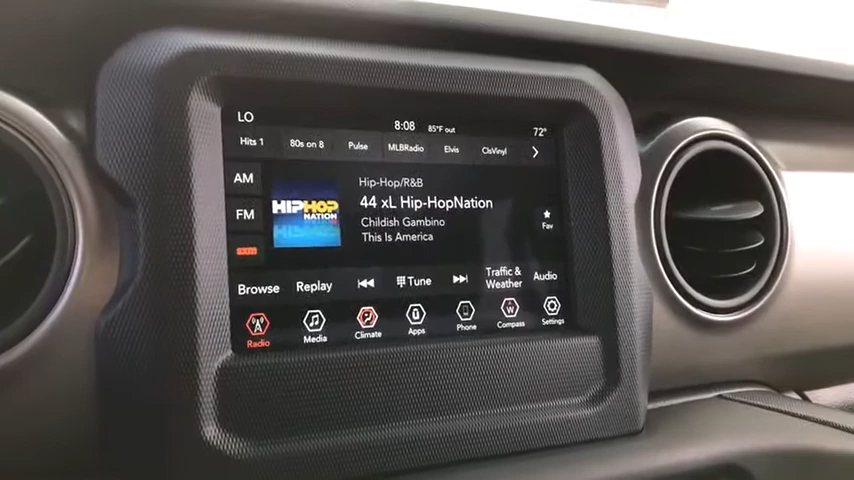 LO 8:08 85°F out 72°
Hits 1 80s on 8 Pulse MLBRadio Elvis ClsVinyl
AM
FM
sxm
HIPHOP
NATION
Hip-Hop/R&B
44 xL Hip-HopNation
Childish Gambino
This Is America
Fav
Browse Replay Tune Traffic & Weather Audio
Radio Media Climate Apps Phone W Compass Settings